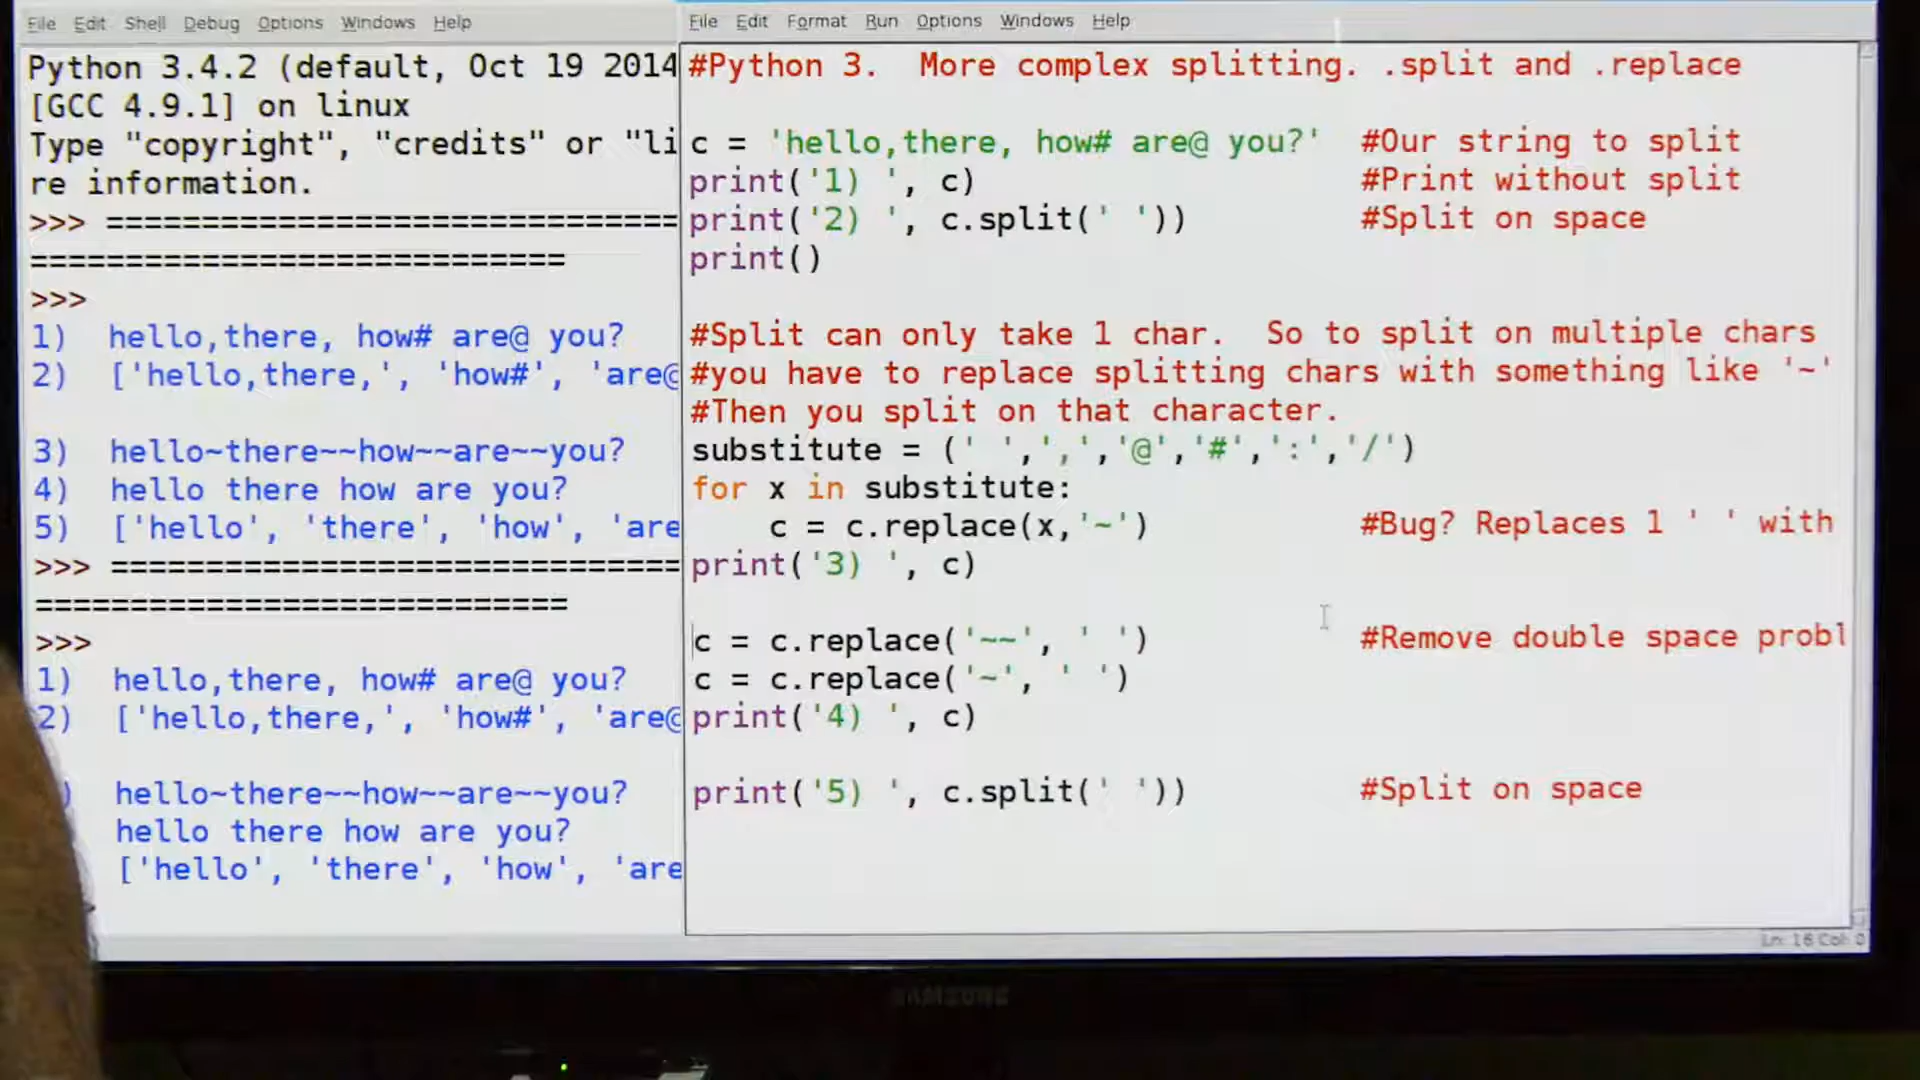 File Edit Shell Debug Options Windows Help
Python 3.4.2 (default, Oct 19 2014
[GCC 4.9.1] on linux
Type "copyright", "credits" or "li
re information.
>>> ==============================
============================
>>>
1)  hello,there, how# are@ you?
2)  ['hello,there,', 'how#', 'are@
3)  hello~there~~how~~are~~you?
4)  hello there how are you?
5)  ['hello', 'there', 'how', 'are
>>> ==============================
============================
>>>
1)  hello,there, how# are@ you?
2)  ['hello,there,', 'how#', 'are@
)  hello~there~~how~~are~~you?
hello there how are you?
['hello', 'there', 'how', 'are
File Edit Format Run Options Windows Help
#Python 3.  More complex splitting. .split and .replace
c = 'hello,there, how# are@ you?'  #Our string to split
print('1) ', c)  #Print without split
print('2) ', c.split(' '))  #Split on space
print()
#Split can only take 1 char.  So to split on multiple chars
#you have to replace splitting chars with something like '~'
#Then you split on that character.
substitute = (' ',',','@','#',':','/')
for x in substitute:
    c = c.replace(x,'~')  #Bug? Replaces 1 ' ' with
print('3) ', c)
c = c.replace('~~', ' ')  #Remove double space probl
c = c.replace('~', ' ')
print('4) ', c)
print('5) ', c.split(' '))  #Split on space
Ln: 16 Col: 0
SAMSUNG